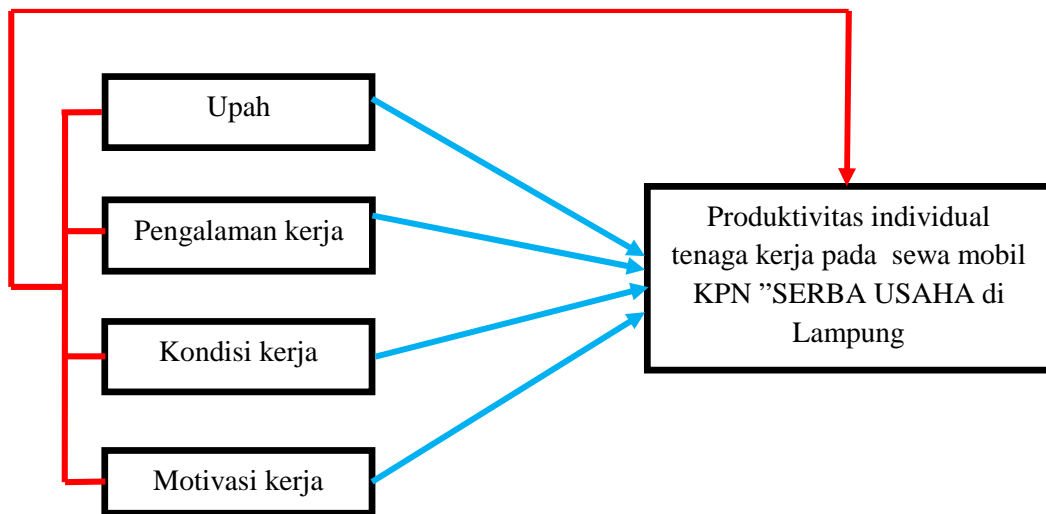 Upah
Pengalaman kerja
Kondisi kerja
Motivasi kerja
Produktivitas individual
tenaga kerja pada  sewa mobil
KPN ”SERBA USAHA di
Lampung